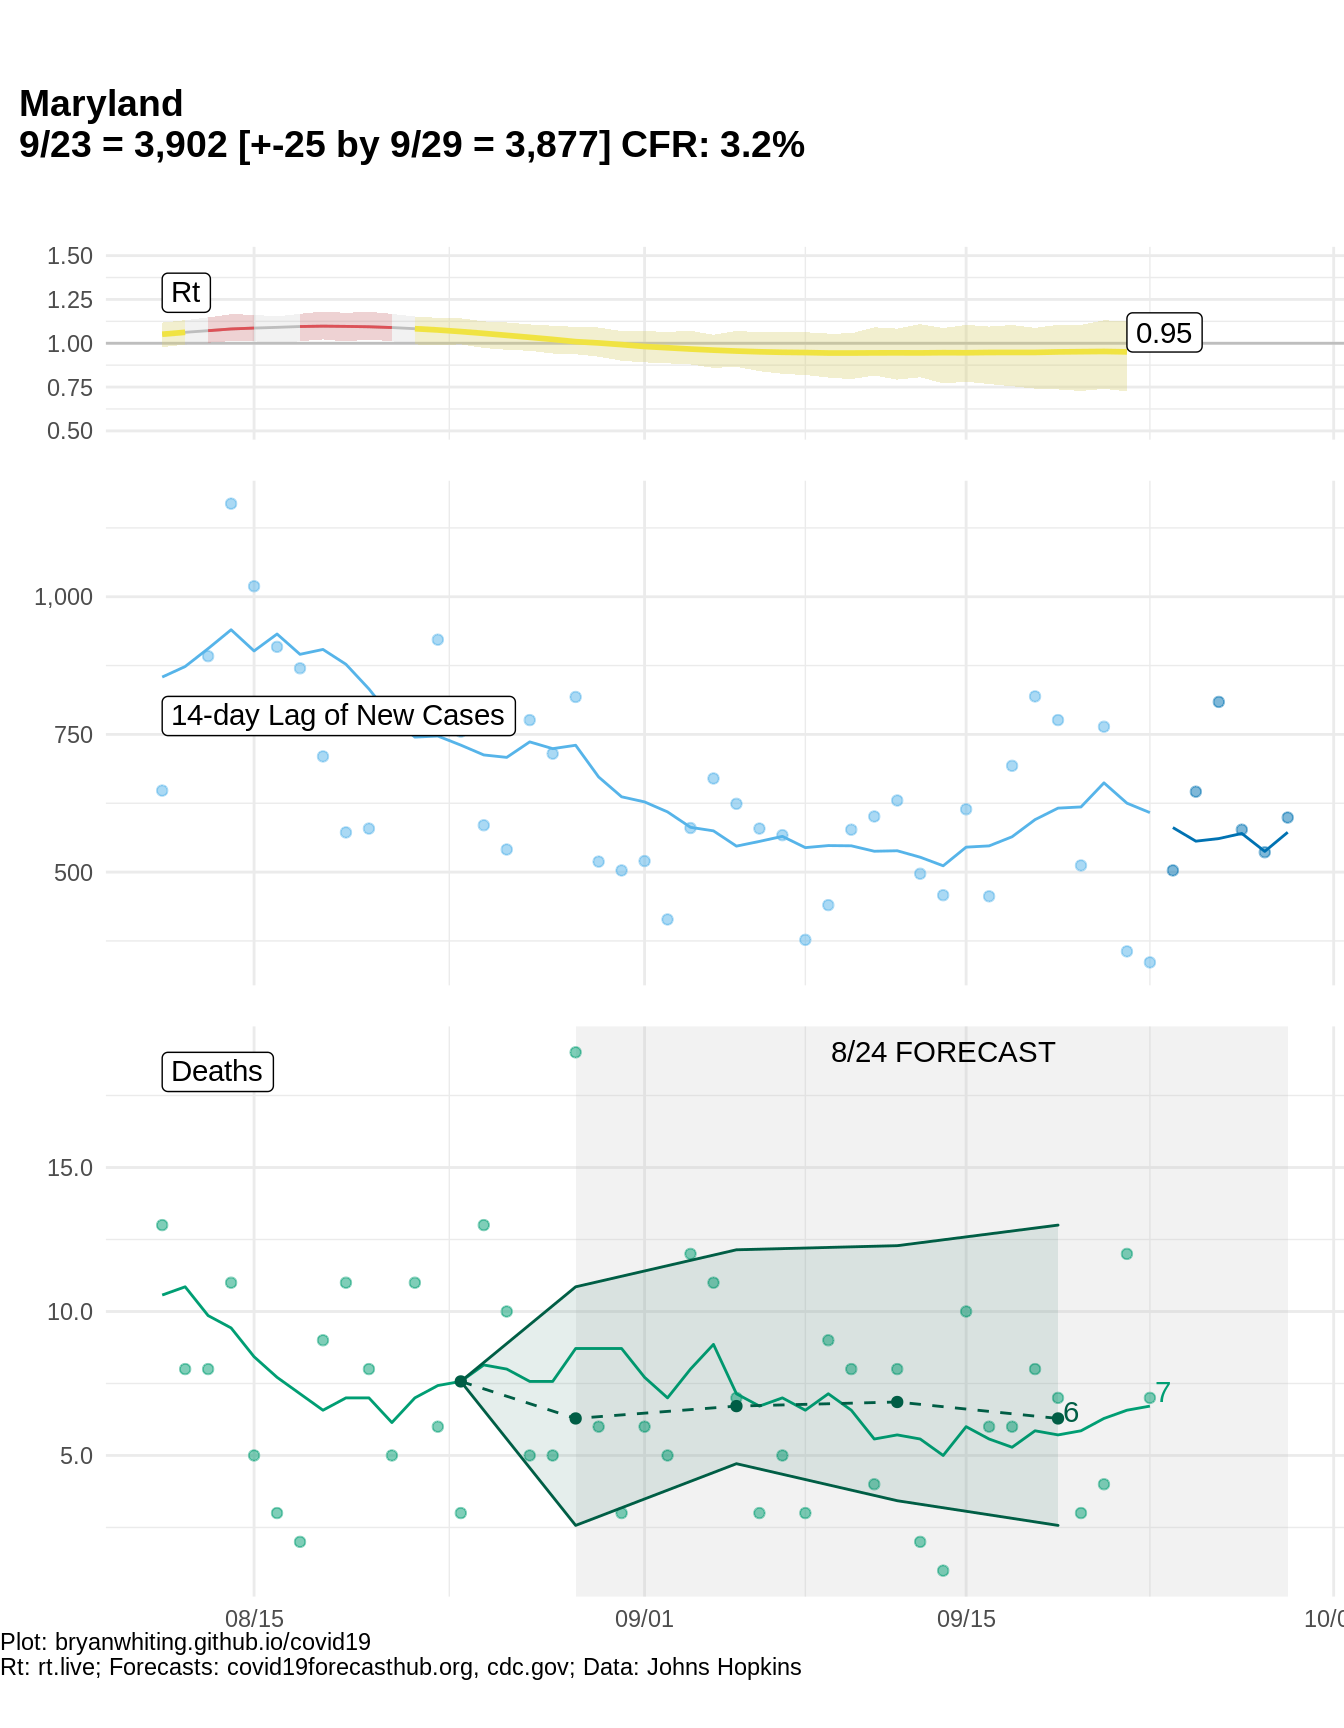 Maryland
9/23 = 3,902 [+-25 by 9/29 = 3,877] CFR: 3.2%
1.50
1.25
1.00
0.75
0.50
Rt
0.95
1,000
750
500
14-day Lag of New Cases
Deaths
8/24 FORECAST
15.0
10.0
5.0
7
6
08/15
09/01
09/15
10/0
Plot: bryanwhiting.github.io/covid19
Rt: rt.live; Forecasts: covid19forecasthub.org, cdc.gov; Data: Johns Hopkins